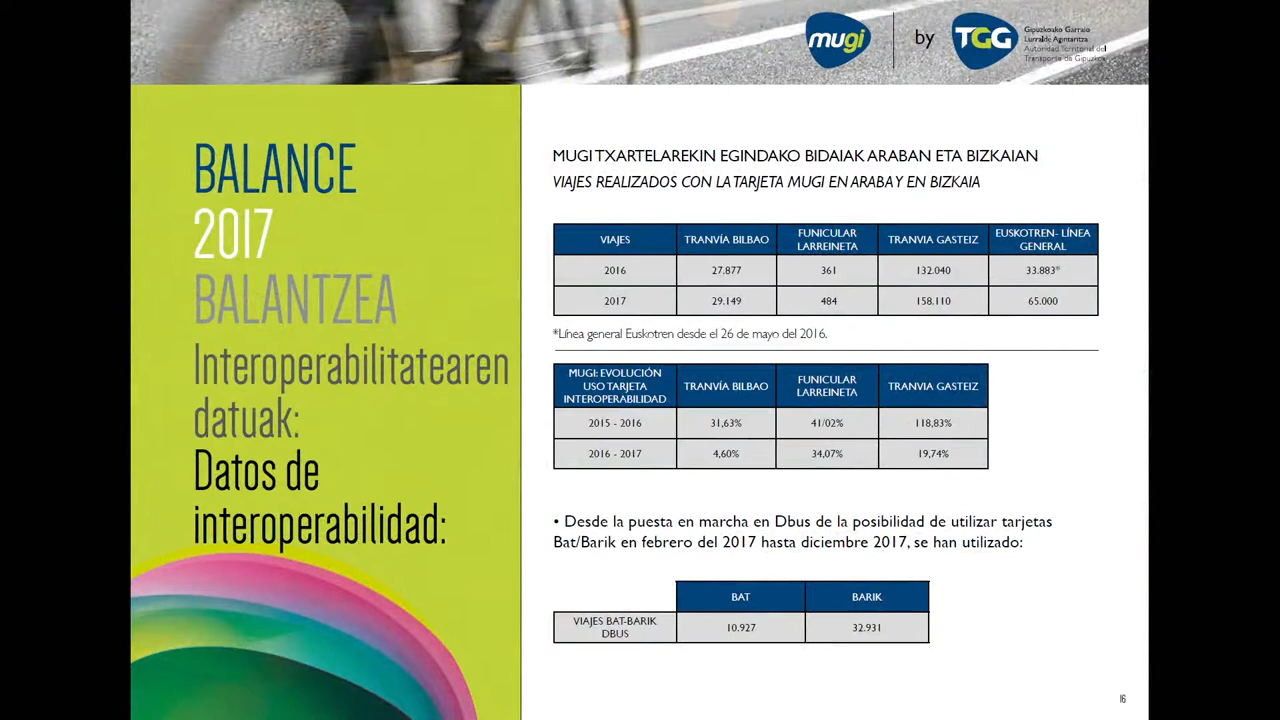 mugi
by
TGG
Gipuzkoako Garraio
Lurralde Agintaritza
Autoridad Territorial del
Transporte de Gipuzkoa
BALANCE
2017
BALANTZEA
Interoperabilitatearen
datuak:
Datos de
interoperabilidad:
MUGI TXARTELAREKIN EGINDAKO BIDAIAK ARABAN ETA BIZKAIAN
VIAJES REALIZADOS CON LA TARJETA MUGI EN ARABA Y EN BIZKAIA
VIAJES TRANVÍA BILBAO FUNICULAR LARREINETA TRANVIA GASTEIZ EUSKOTREN- LÍNEA GENERAL
2016 27.877 361 132.040 33.883*
2017 29.149 484 158.110 65.000
*Línea general Euskotren desde el 26 de mayo del 2016.
MUGI: EVOLUCIÓN USO TARJETA INTEROPERABILIDAD TRANVÍA BILBAO FUNICULAR LARREINETA TRANVIA GASTEIZ
2015 - 2016 31,63% 41/02% 118,83%
2016 - 2017 4,60% 34,07% 19,74%
• Desde la puesta en marcha en Dbus de la posibilidad de utilizar tarjetas
Bat/Barik en febrero del 2017 hasta diciembre 2017, se han utilizado:
BAT BARIK
VIAJES BAT-BARIK DBUS 10.927 32.931
16